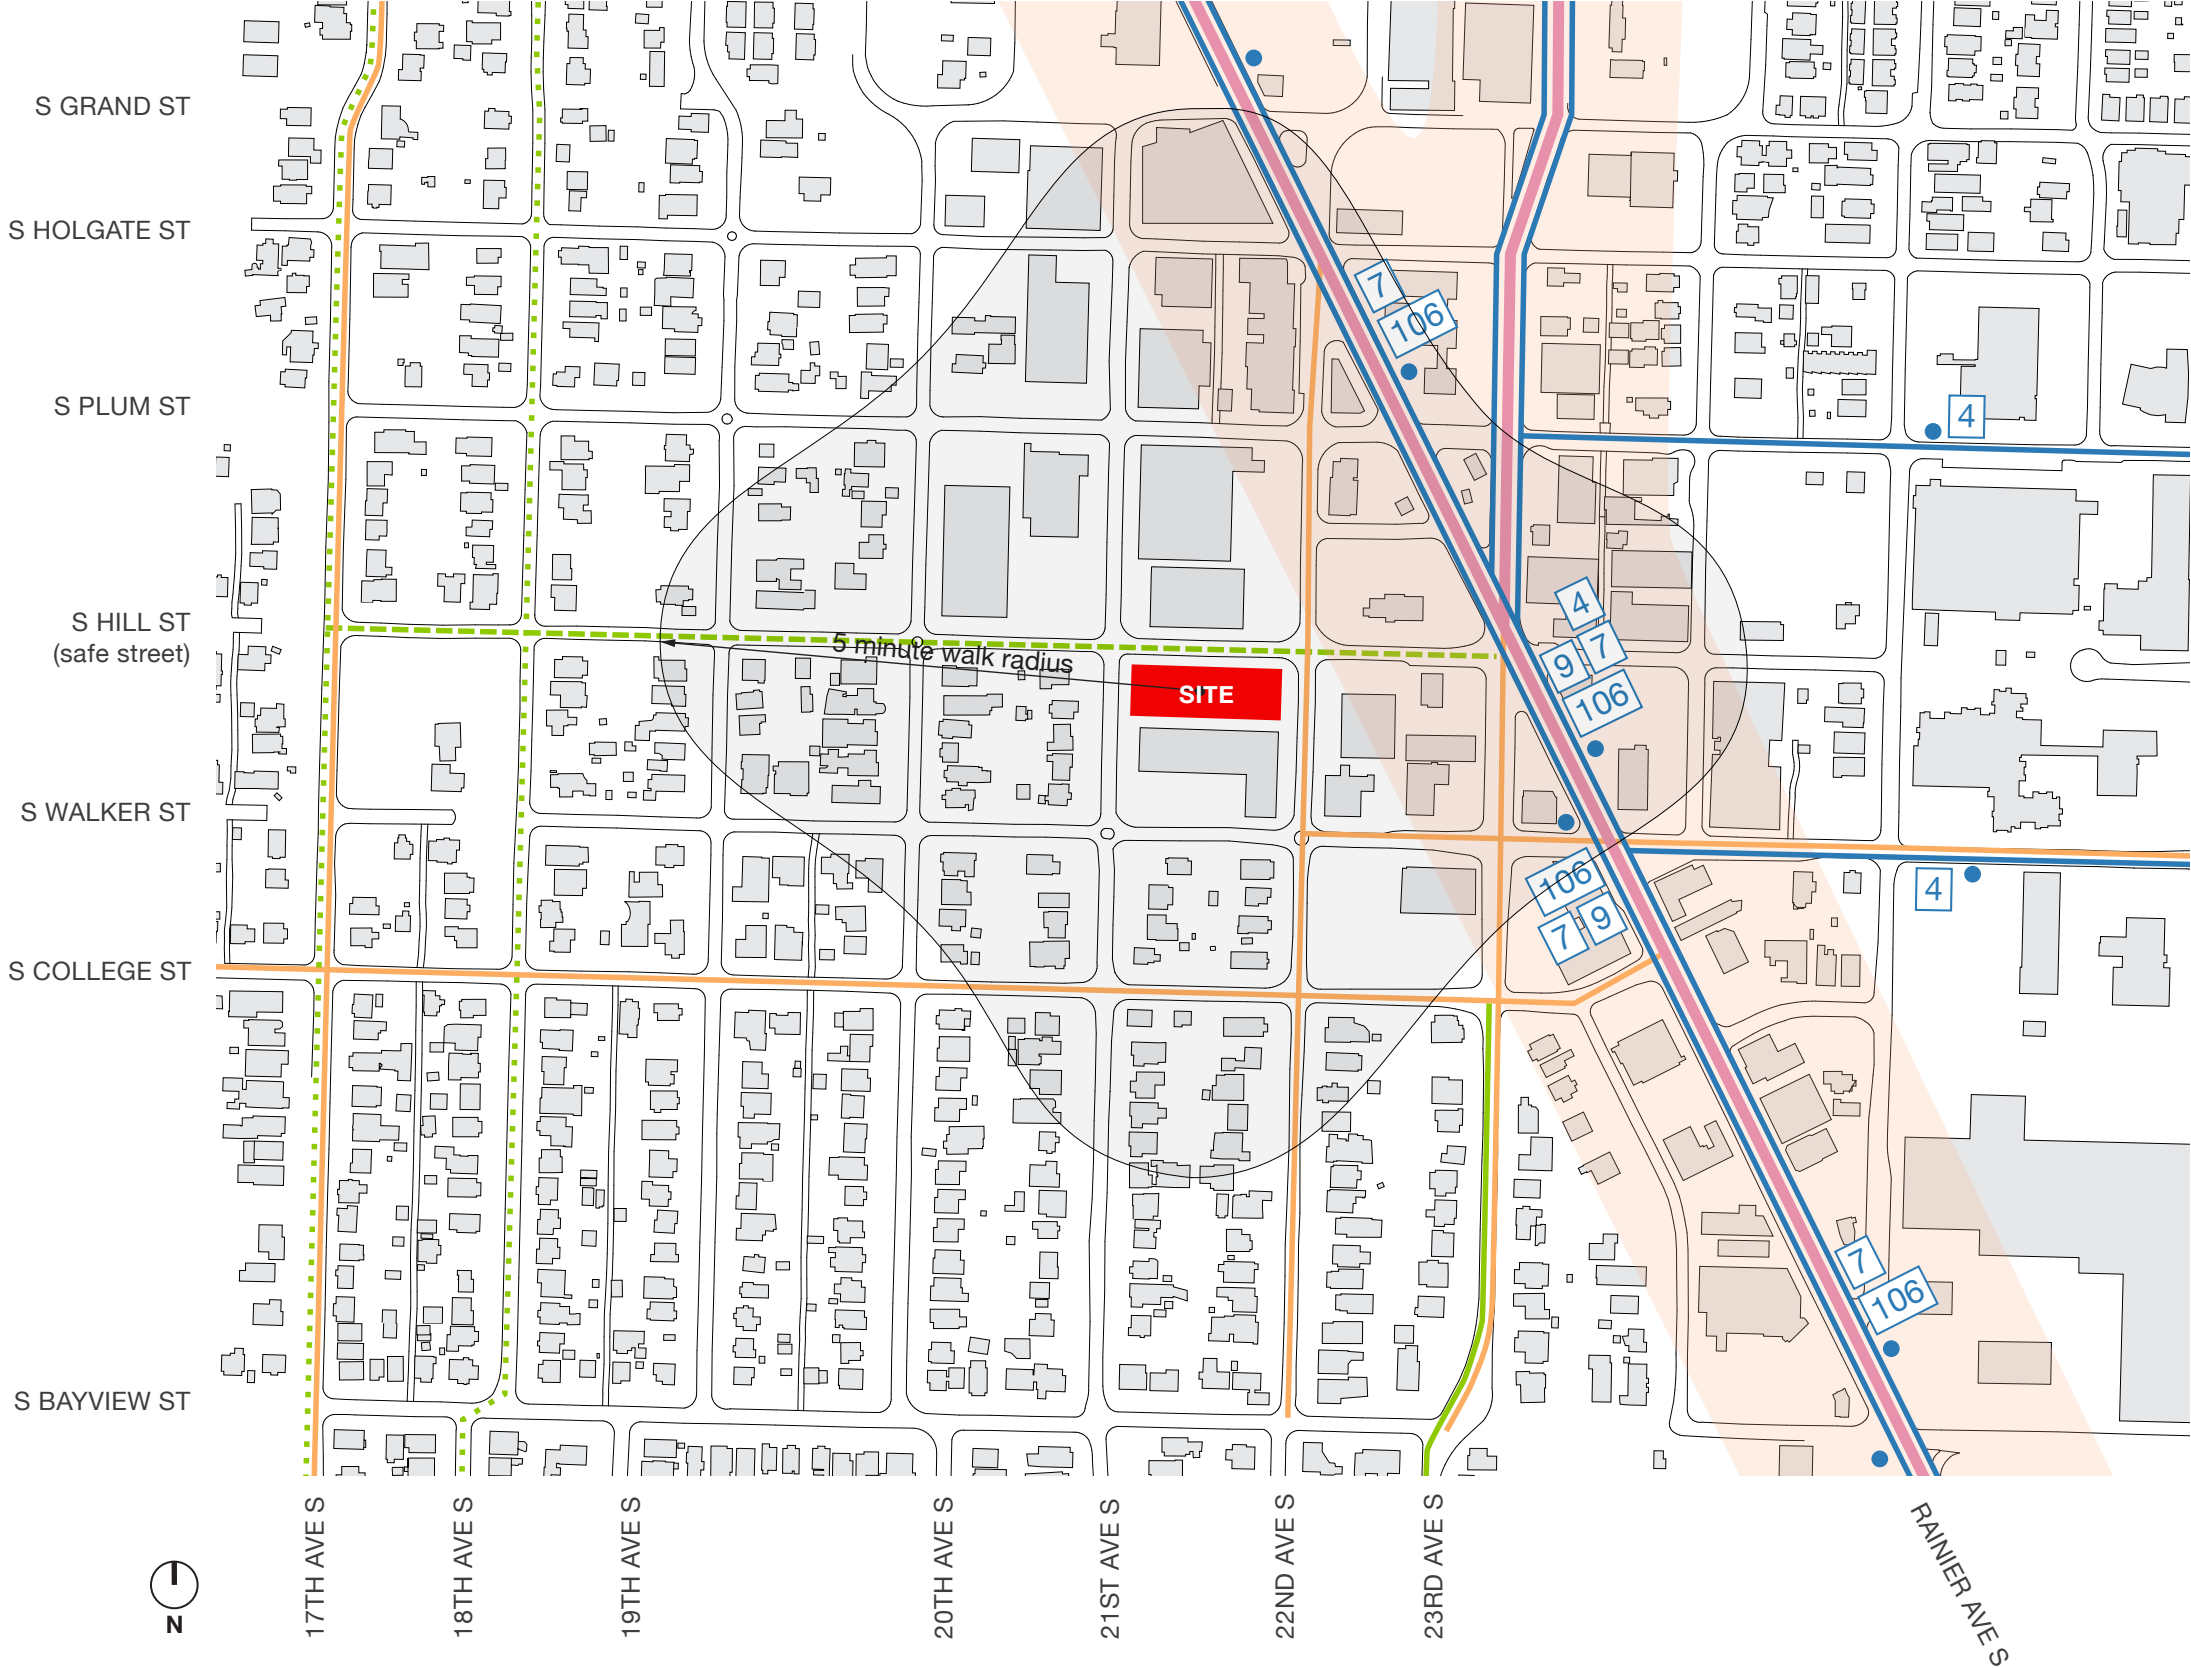 S GRAND ST
S HOLGATE ST
7
106
S PLUM ST
4
S HILL ST
(safe street)
4
7
9
106
5 minute walk radius
SITE
S WALKER ST
106
9
7
4
S COLLEGE ST
7
106
S BAYVIEW ST
17TH AVE S
18TH AVE S
19TH AVE S
20TH AVE S
21ST AVE S
22ND AVE S
23RD AVE S
RAINIER AVE S
N